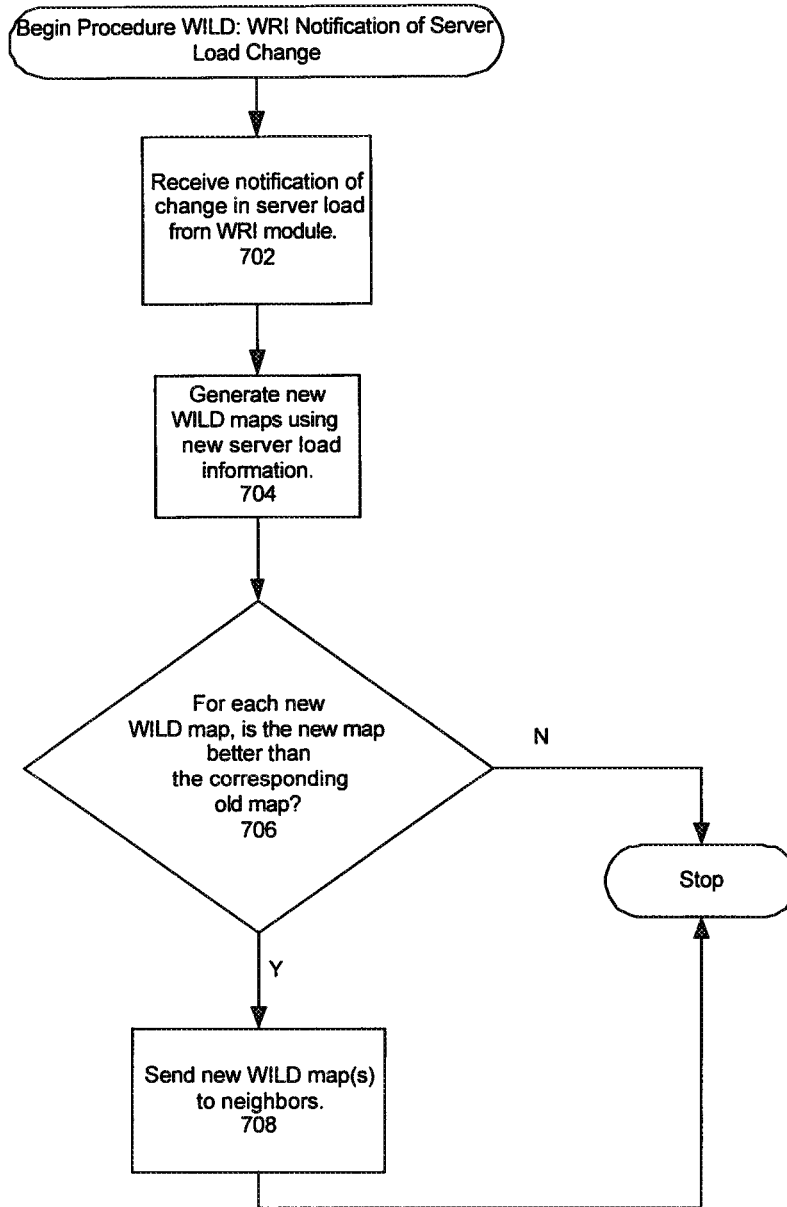 Begin Procedure WILD: WRI Notification of Server
Load Change
Receive notification of
change in server load
from WRI module.
702
Generate new
WILD maps using
new server load
information.
704
For each new
WILD map, is the new map
better than
the corresponding
old map?
706
N
Stop
Y
Send new WILD map(s)
to neighbors.
708